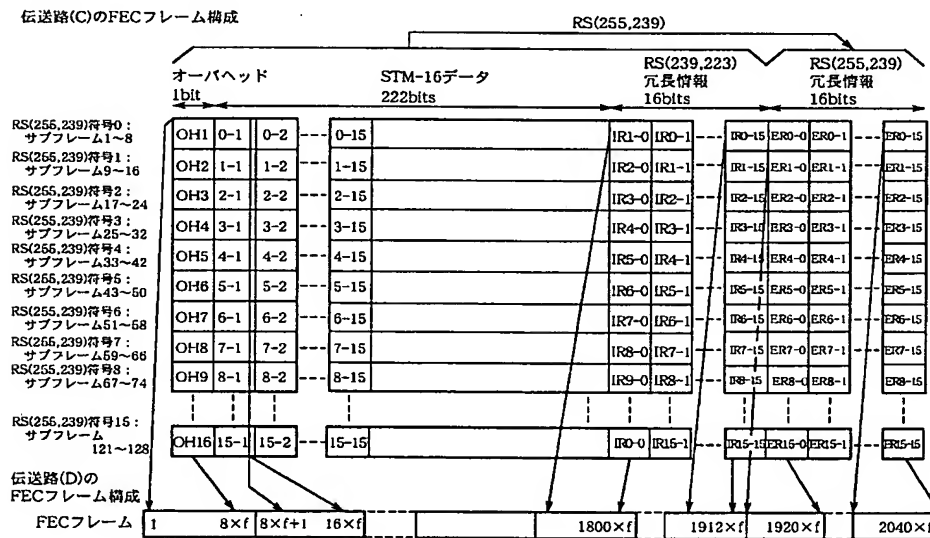 伝送路(C)のFECフレーム構成
RS(255,239)
オーバヘッド STM-16データ RS(239,223) RS(255,239)
冗長情報 冗長情報
1bit 222bits 16bits 16bits
RS(255,239)符号0:
サブフレーム1~8
OH1 0-1 0-2 0-15 IR1-0 IR0-1 IR0-15 ER0-0 ER0-1 ER0-15
RS(255,239)符号1:
サブフレーム9~16
OH2 1-1 1-2 1-15 IR2-0 IR1-1 IR1-15 ER1-0 ER1-1 ER1-15
RS(255,239)符号2:
サブフレーム17~24
OH3 2-1 2-2 2-15 IR3-0 IR2-1 IR2-15 ER2-0 ER2-1 ER2-15
RS(255,239)符号3:
サブフレーム25~32
OH4 3-1 3-2 3-15 IR4-0 IR3-1 ER3-0 ER3-1 ER3-15
RS(255,239)符号4:
サブフレーム33~42
OH5 4-1 4-2 4-15 IR5-0 IR4-1 IR4-15 ER4-0 ER4-1 ER4-15
RS(255,239)符号5:
サブフレーム43~50
OH6 5-1 5-2 5-15 IR6-0 IR5-1 IR5-15 ER5-0 ER5-1 ER5-15
RS(255,239)符号6:
サブフレーム51~58
OH7 6-1 6-2 6-15 IR7-0 IR6-1 IR6-15 ER6-0 ER6-1 ER6-15
RS(255,239)符号7:
サブフレーム59~66
OH8 7-1 7-2 7-15 IR8-0 IR7-1 IR7-15 ER7-0 ER7-1 ER7-15
RS(255,239)符号8:
サブフレーム67~74
OH9 8-1 8-2 8-15 IR9-0 IR8-1 IR8-15 ER8-0 ER8-1 ER8-15
RS(255,239)符号15:
サブフレーム
121~128
OH16 15-1 15-2 15-15 IR0-0 IR15-1 IR15-15 ER15-0 ER15-1 ER15-15
伝送路(D)の
FECフレーム構成
FECフレーム 1 8×f 8×f+1 16×f 1800×f 1912×f 1920×f 2040×f